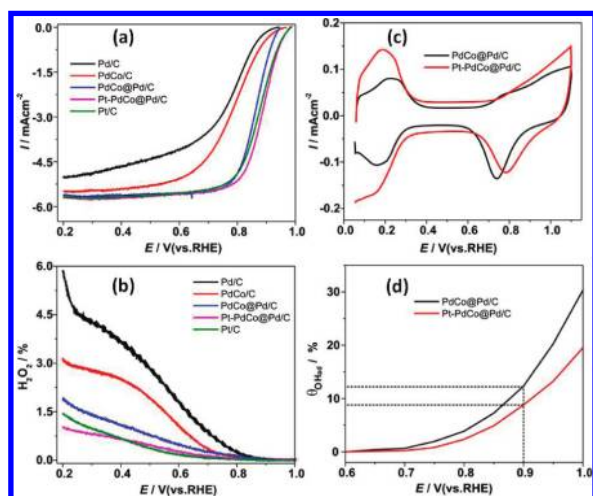 (a)
0.0
-1.5
-3.0
-4.5
-6.0
I / mAcm-2
Pd/C
PdCo/C
PdCo@Pd/C
Pt-PdCo@Pd/C
Pt/C
0.2 0.4 0.6 0.8 1.0
E / V(vs.RHE)
(c)
0.2
0.1
0.0
-0.1
-0.2
I / mAcm-2
PdCo@Pd/C
Pt-PdCo@Pd/C
0.0 0.2 0.4 0.6 0.8 1.0
E / V(vs.RHE)
(b)
6.0
4.5
3.0
1.5
0.0
H2O2 / %
Pd/C
PdCo/C
PdCo@Pd/C
Pt-PdCo@Pd/C
Pt/C
0.2 0.4 0.6 0.8 1.0
E / V(vs.RHE)
(d)
30
20
10
0
θOHad / %
PdCo@Pd/C
Pt-PdCo@Pd/C
0.6 0.7 0.8 0.9 1.0
E / V(vs.RHE)